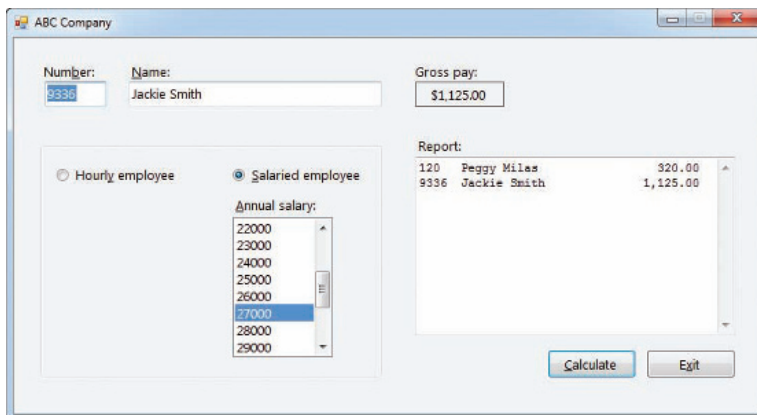 ABC Company
Number:
Name:
Gross pay:
9336
Jackie Smith
$1,125.00
Report:
120 Peggy Milas 320.00
9336 Jackie Smith 1,125.00
Hourly employee
Salaried employee
Annual salary:
22000
23000
24000
25000
26000
27000
28000
29000
Calculate
Exit